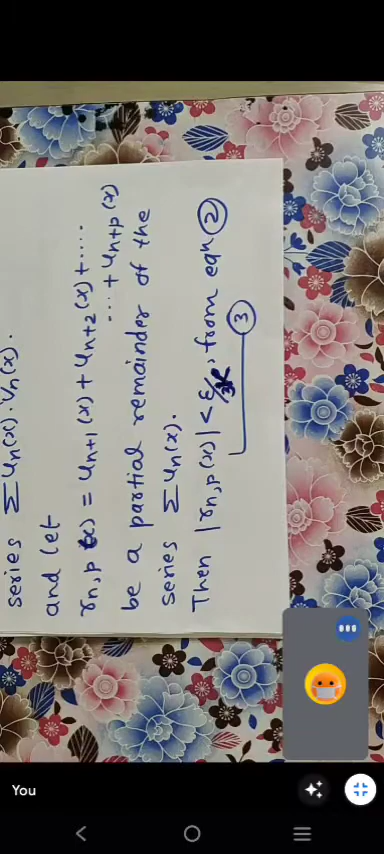 series Σ un(x). vn(x).
and let
rn,p (x) = un+1 (x) + un+2 (x) + ....
... + un+p (x)
be a partial remainder of the
series Σ un(x).
Then |rn,p (x)| < ε/3k, from eqn (2)
(3)
You